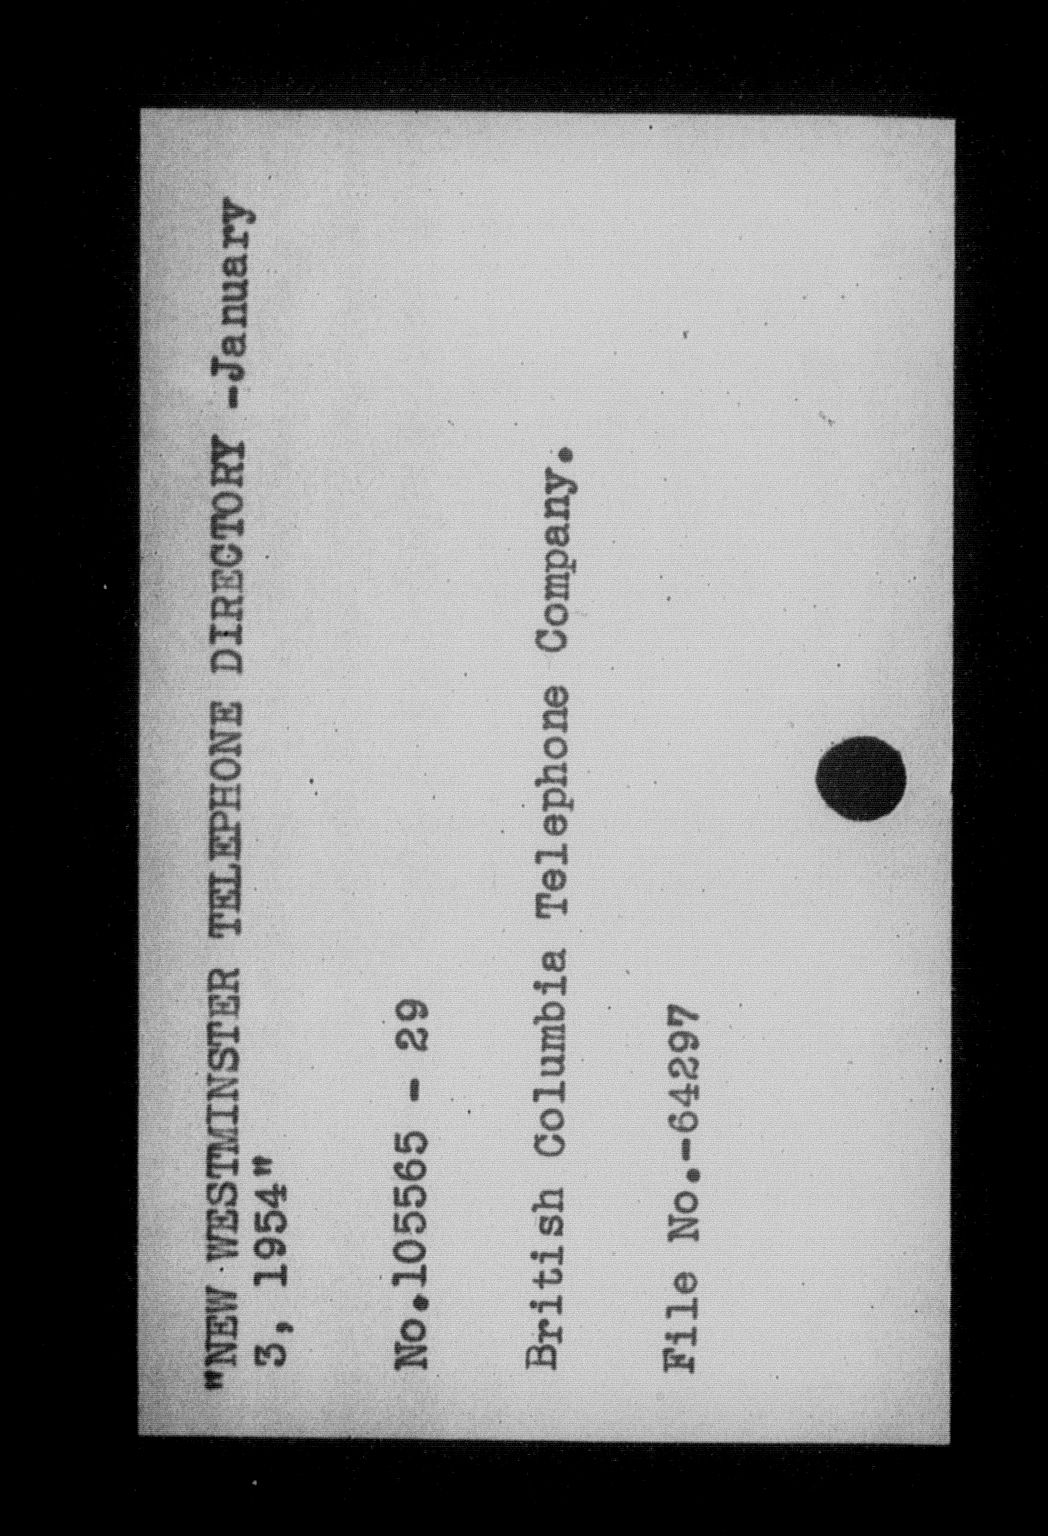 "NEW WESTMINSTER TELEPHONE DIRECTORY -January
3, 1954"
No.105565 - 29
British Columbia Telephone Company.
File No.-64297